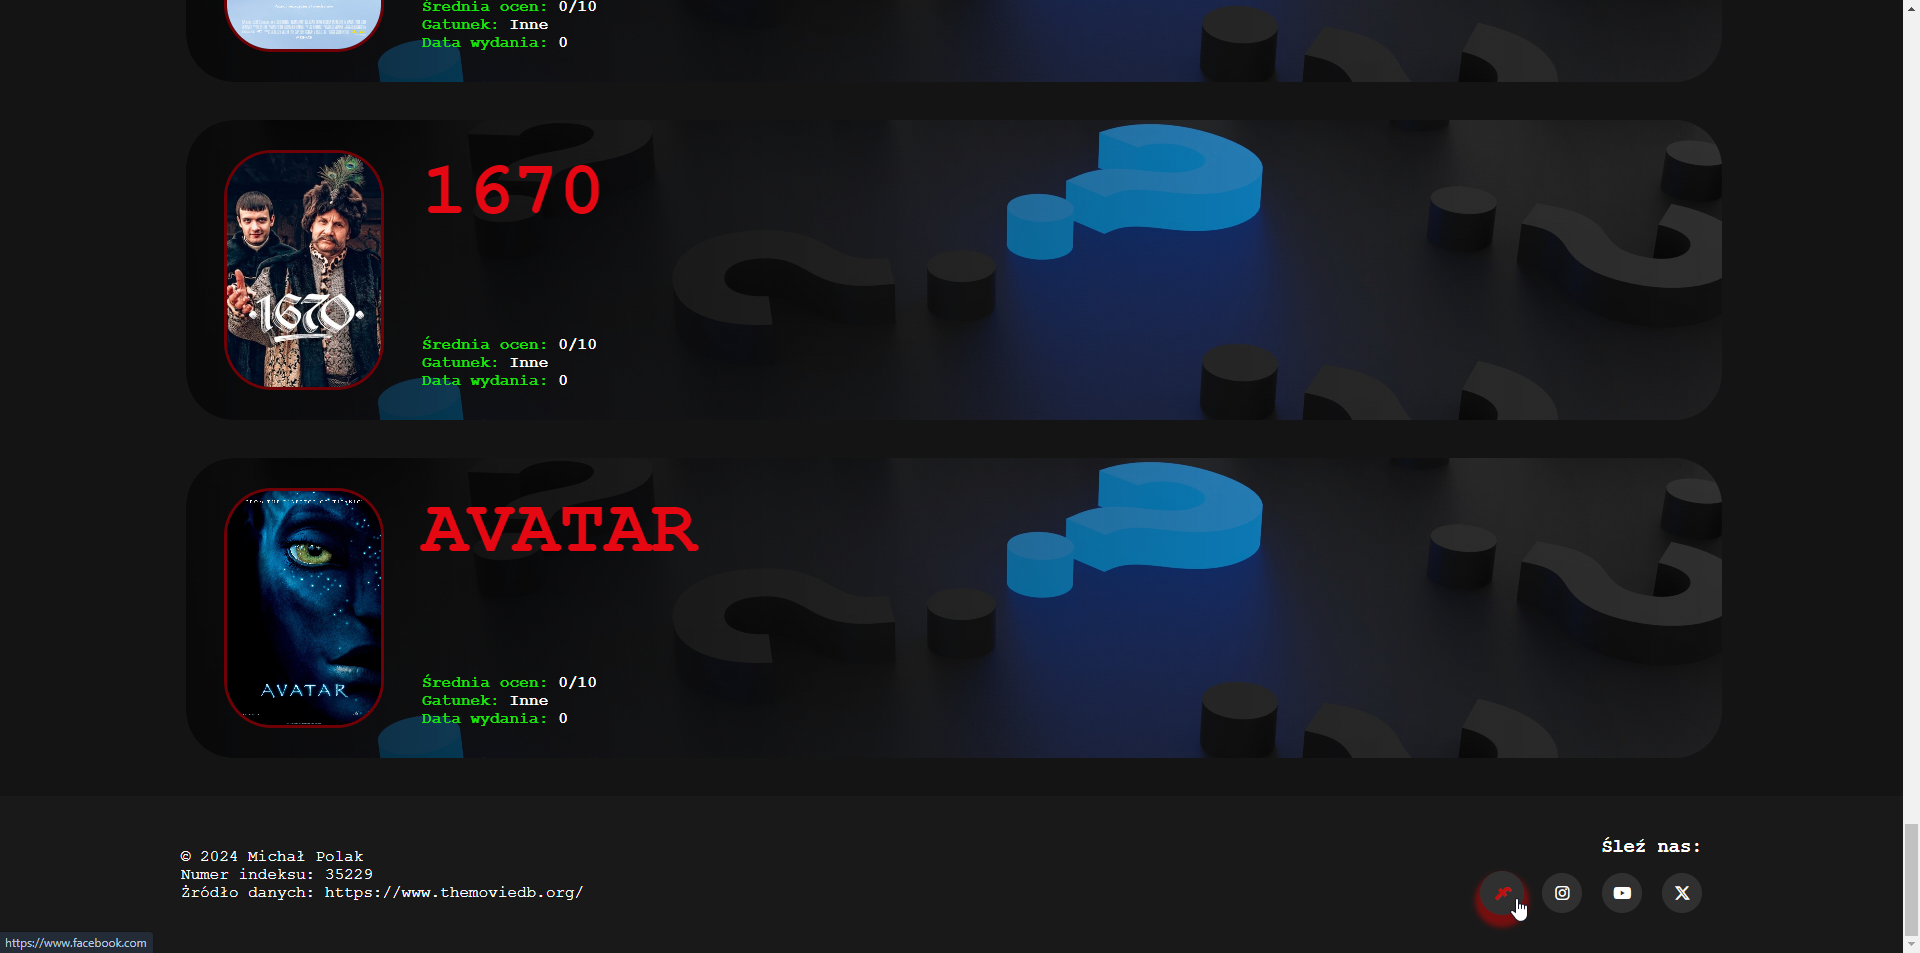 Średnia ocen: 0/10
Gatunek: Inne
Data wydania: 0
1670
·1670·
Średnia ocen: 0/10
Gatunek: Inne
Data wydania: 0
AVATAR
AVATAR
Średnia ocen: 0/10
Gatunek: Inne
Data wydania: 0
© 2024 Michał Polak
Numer indeksu: 35229
Źródło danych: https://www.themoviedb.org/
Śleź nas:
https://www.facebook.com